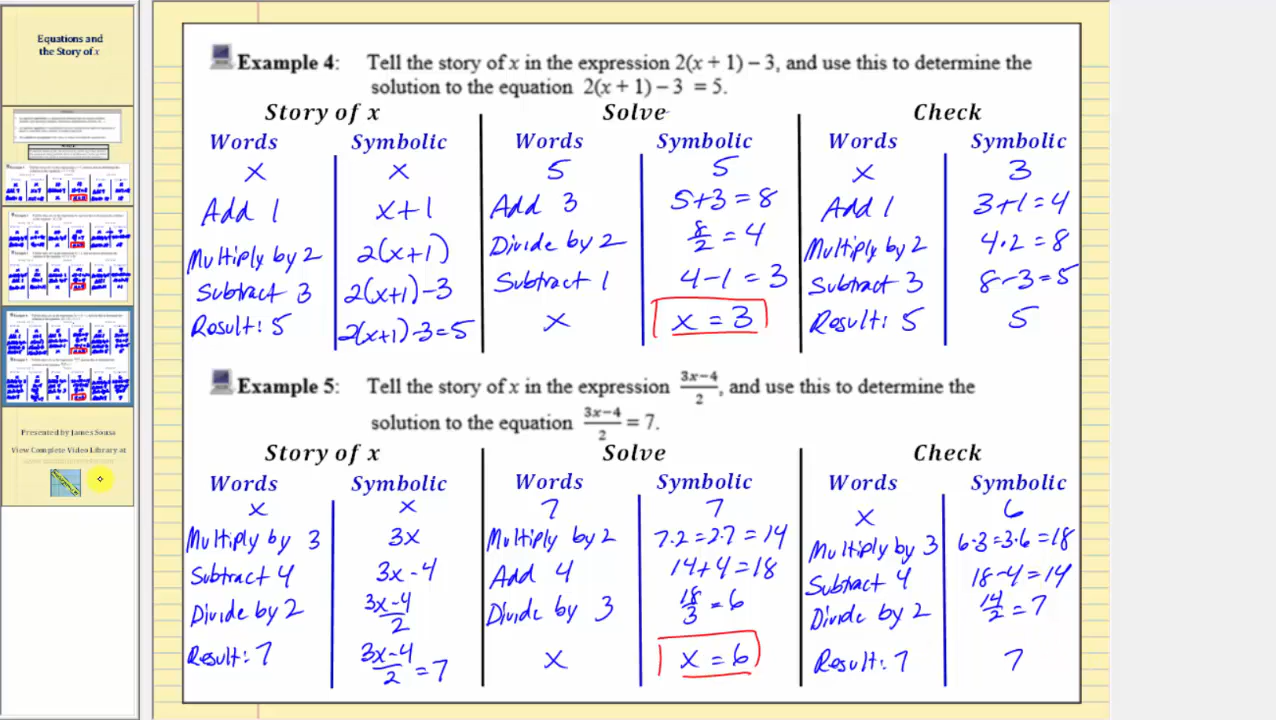 Equations and
the Story of x
Presented by James Sousa
View Complete Video Library at
Example 4: Tell the story of x in the expression 2(x + 1) – 3, and use this to determine the
solution to the equation 2(x + 1) – 3 = 5.
Story of x Solve Check
Words Symbolic Words Symbolic Words Symbolic
x x 5 5 x 3
Add 1 x+1 Add 3 5+3=8 Add 1 3+1=4
Multiply by 2 2(x+1) Divide by 2 8/2=4 Multiply by 2 4·2=8
Subtract 3 2(x+1)-3 Subtract 1 4-1=3 Subtract 3 8-3=5
Result: 5 2(x+1)-3=5 x x=3 Result: 5 5
Example 5: Tell the story of x in the expression (3x–4)/2, and use this to determine the
solution to the equation (3x–4)/2 = 7.
Story of x Solve Check
Words Symbolic Words Symbolic Words Symbolic
x x 7 7 x 6
Multiply by 3 3x Multiply by 2 7·2=2·7=14 Multiply by 3 6·3=3·6=18
Subtract 4 3x-4 Add 4 14+4=18 Subtract 4 18-4=14
Divide by 2 (3x-4)/2 Divide by 3 18/3=6 Divide by 2 14/2=7
Result: 7 (3x-4)/2=7 x x=6 Result: 7 7